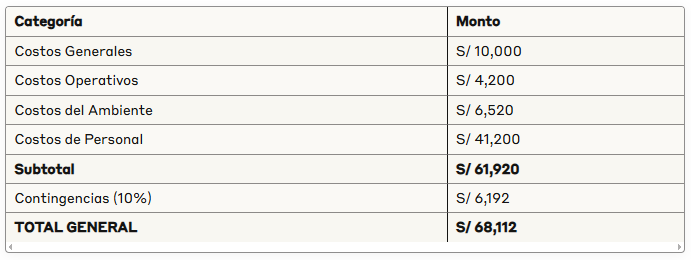 Categoría Monto
Costos Generales S/ 10,000
Costos Operativos S/ 4,200
Costos del Ambiente S/ 6,520
Costos de Personal S/ 41,200
Subtotal S/ 61,920
Contingencias (10%) S/ 6,192
TOTAL GENERAL S/ 68,112